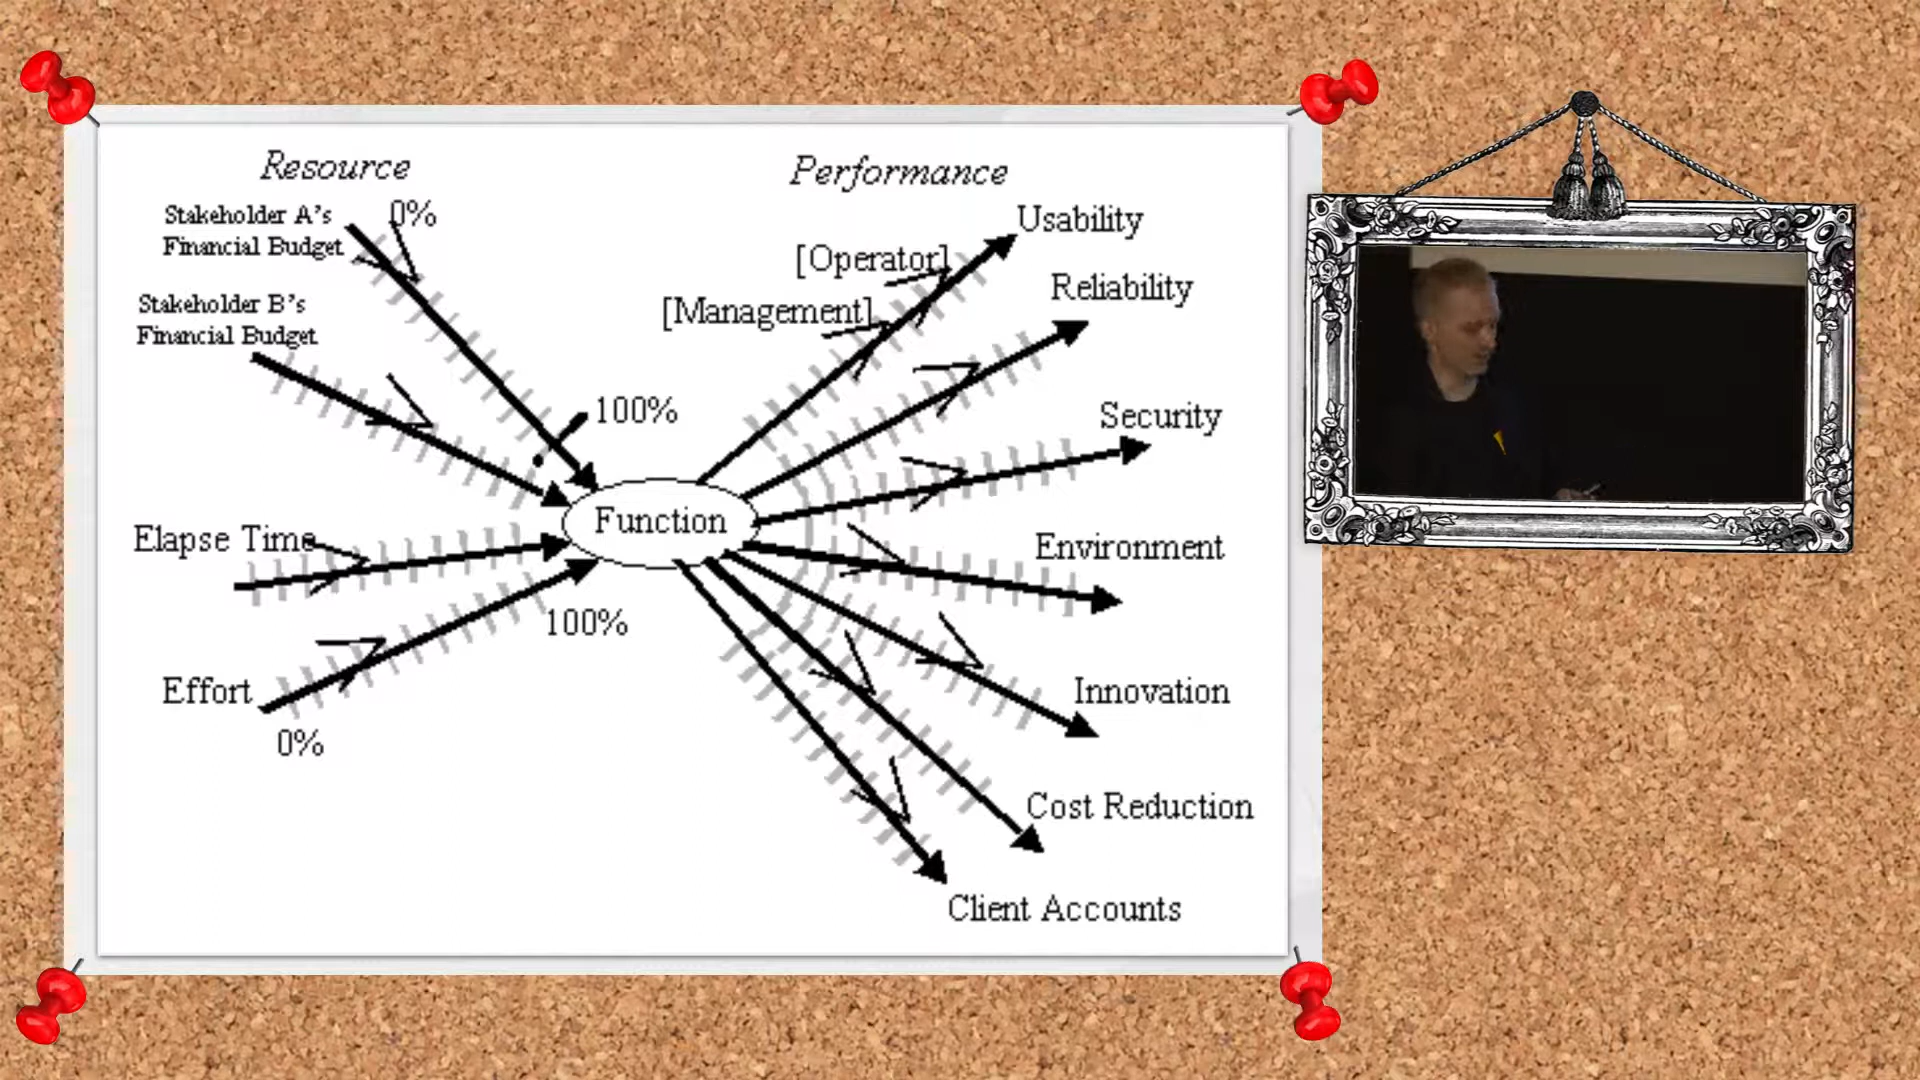 Resource
Performance
Stakeholder A's
Financial Budget
0%
Usability
[Operator]
Reliability
Stakeholder B's
Financial Budget
[Management]
100%
Security
Function
Elapse Time
Environment
100%
Effort
0%
Innovation
Cost Reduction
Client Accounts